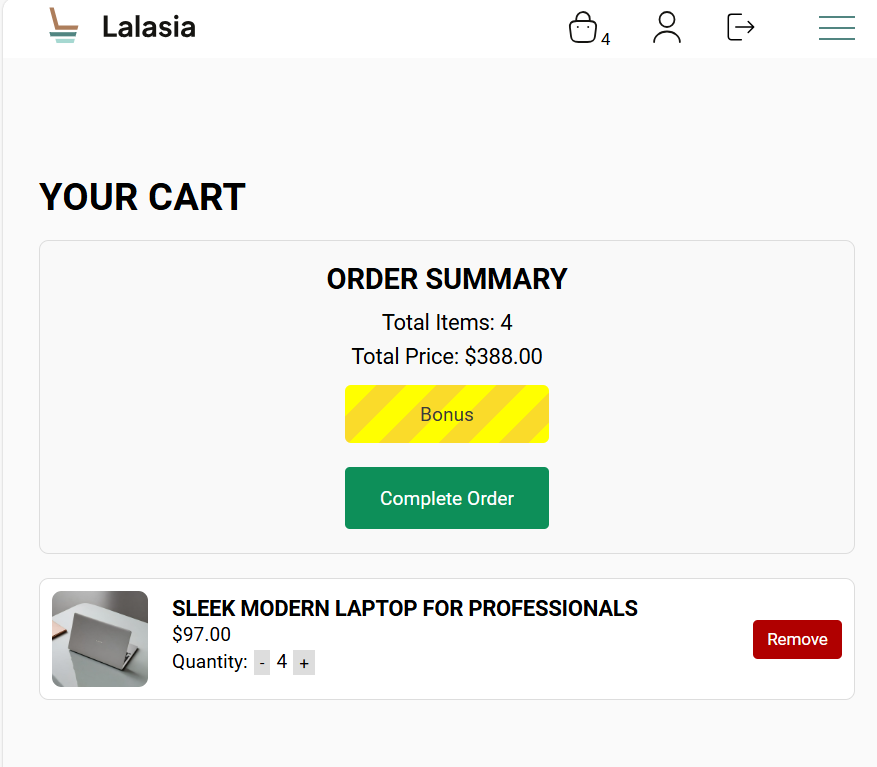 Lalasia
4
YOUR CART
ORDER SUMMARY
Total Items: 4
Total Price: $388.00
Bonus
Complete Order
SLEEK MODERN LAPTOP FOR PROFESSIONALS
$97.00
Quantity: - 4 +
Remove